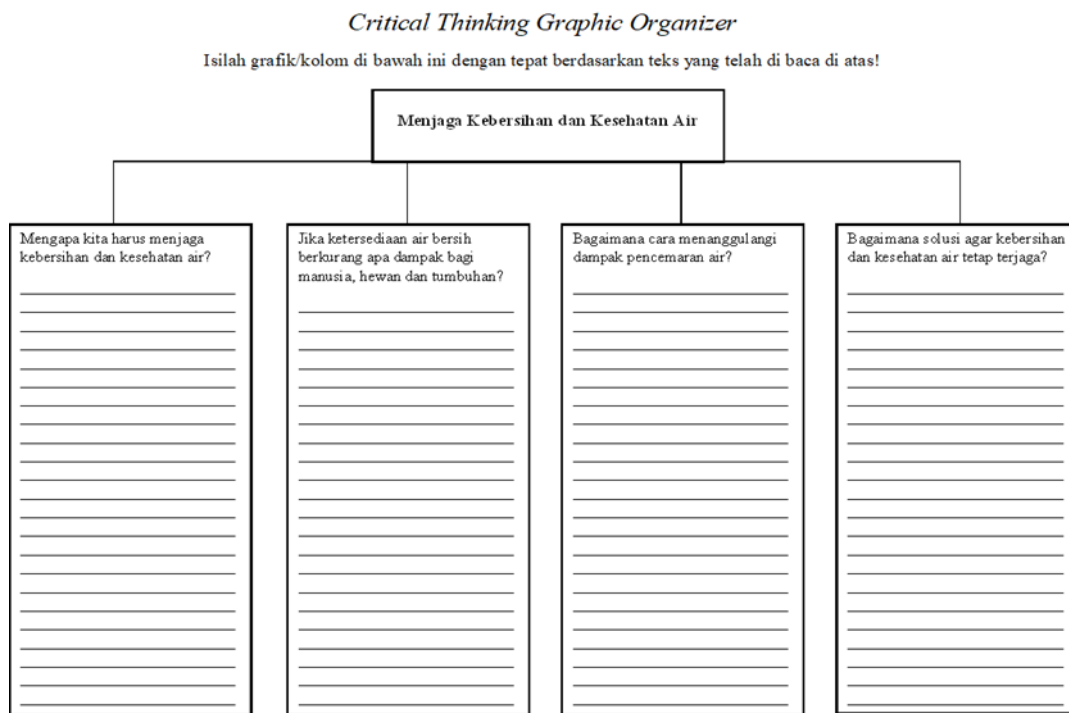 Critical Thinking Graphic Organizer
Isilah grafik/kolom di bawah ini dengan tepat berdasarkan teks yang telah di baca di atas!
Menjaga Kebersihan dan Kesehatan Air
Mengapa kita harus menjaga
kebersihan dan kesehatan air?
Jika ketersediaan air bersih
berkurang apa dampak bagi
manusia, hewan dan tumbuhan?
Bagaimana cara menanggulangi
dampak pencemaran air?
Bagaimana solusi agar kebersihan
dan kesehatan air tetap terjaga?